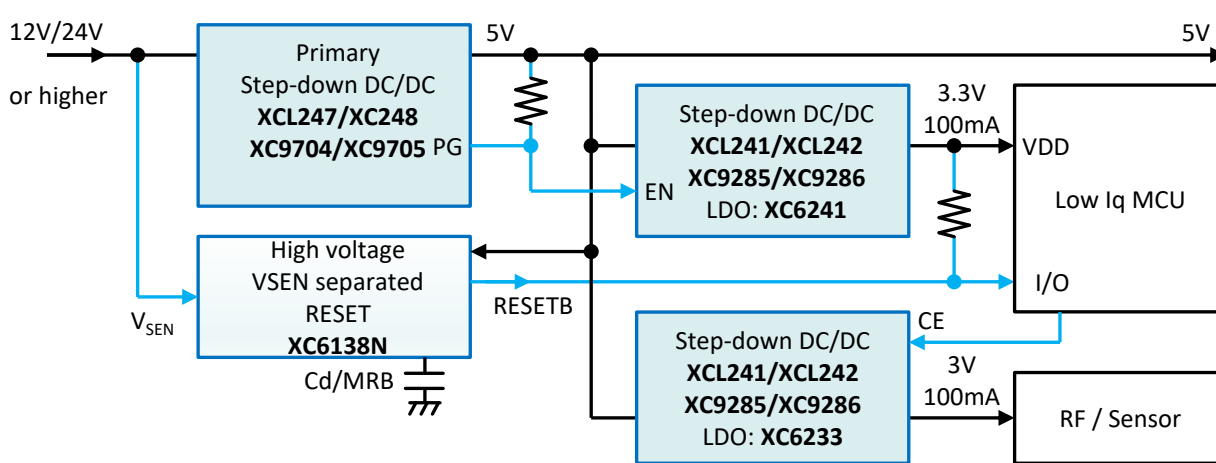 12V/24V
or higher
Primary
Step-down DC/DC
XCL247/XC248
XC9704/XC9705
PG
5V
5V
Step-down DC/DC
XCL241/XCL242
XC9285/XC9286
LDO: XC6241
EN
3.3V
100mA
VDD
Low Iq MCU
I/O
High voltage
VSEN separated
RESET
XC6138N
VSEN
RESETB
Cd/MRB
Step-down DC/DC
XCL241/XCL242
XC9285/XC9286
LDO: XC6233
CE
3V
100mA
RF / Sensor